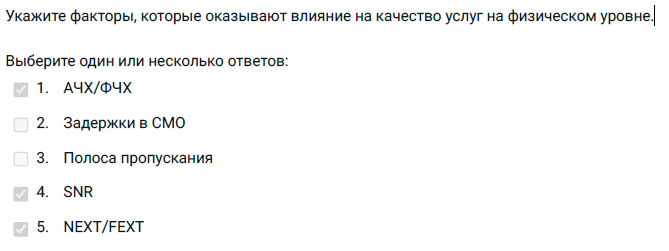 Укажите факторы, которые оказывают влияние на качество услуг на физическом уровне.
Выберите один или несколько ответов:
1. АЧХ/ФЧХ
2. Задержки в СМО
3. Полоса пропускания
4. SNR
5. NEXT/FEXT